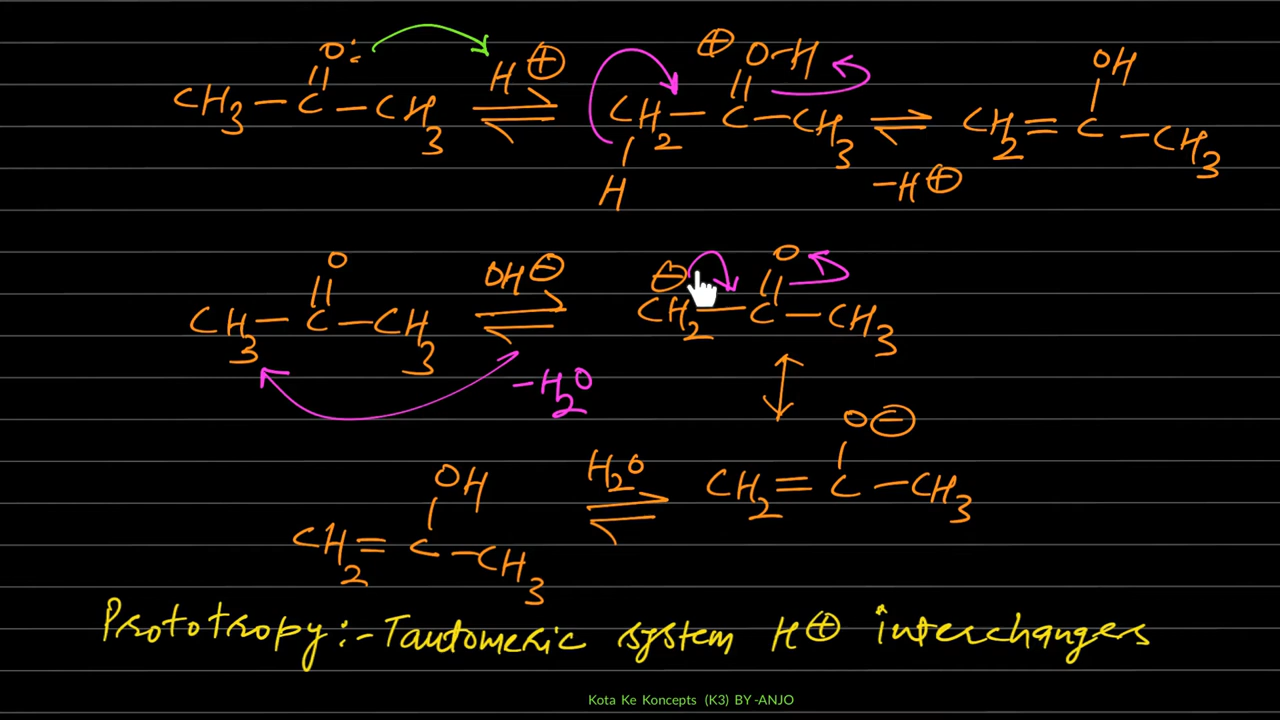 O: H⊕ ⊕ O-H OH
CH3 — C — CH3 ⇌ CH2 — C — CH3 ⇌ CH2 = C — CH3
H -H⊕
O OH⊖ ⊖ O
CH3 — C — CH3 ⇌ CH2 — C — CH3
-H2O
O⊖
OH H2O CH2 = C — CH3
CH2 = C — CH3 ⇌
Prototropy:- Tautomeric system H⊕ interchangers
Kota Ke Koncepts (K3) BY -ANJO